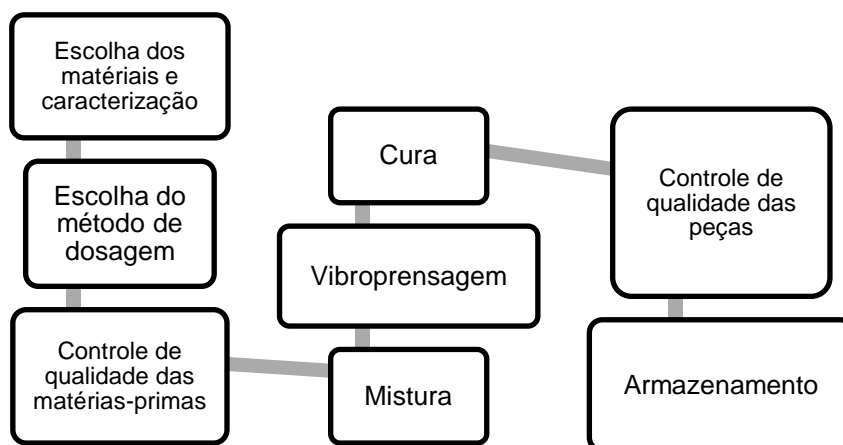 Escolha dos
matériais e
caracterização
Escolha do
método de
dosagem
Controle de
qualidade das
matérias-primas
Mistura
Vibroprensagem
Cura
Controle de
qualidade das
peças
Armazenamento